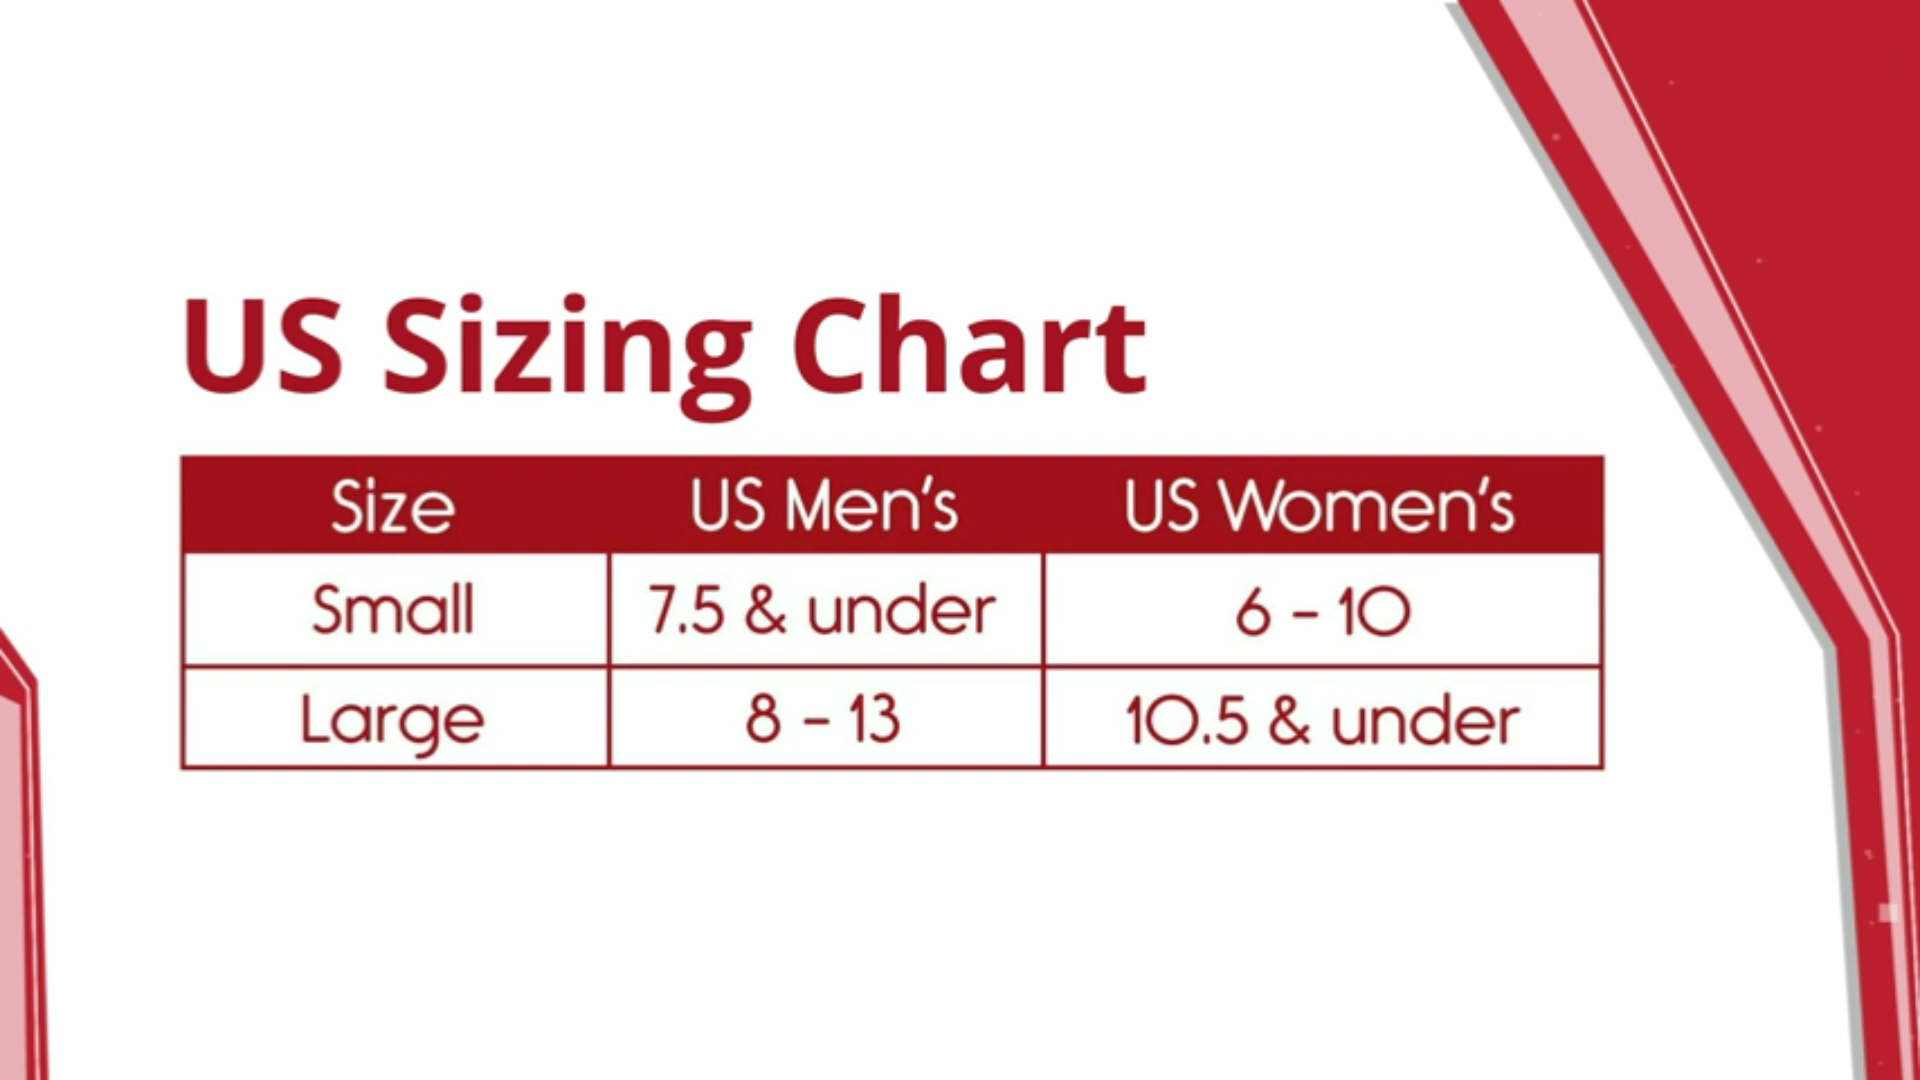 US Sizing Chart
Size US Men's US Women's
Small 7.5 & under 6 - 10
Large 8 - 13 10.5 & under